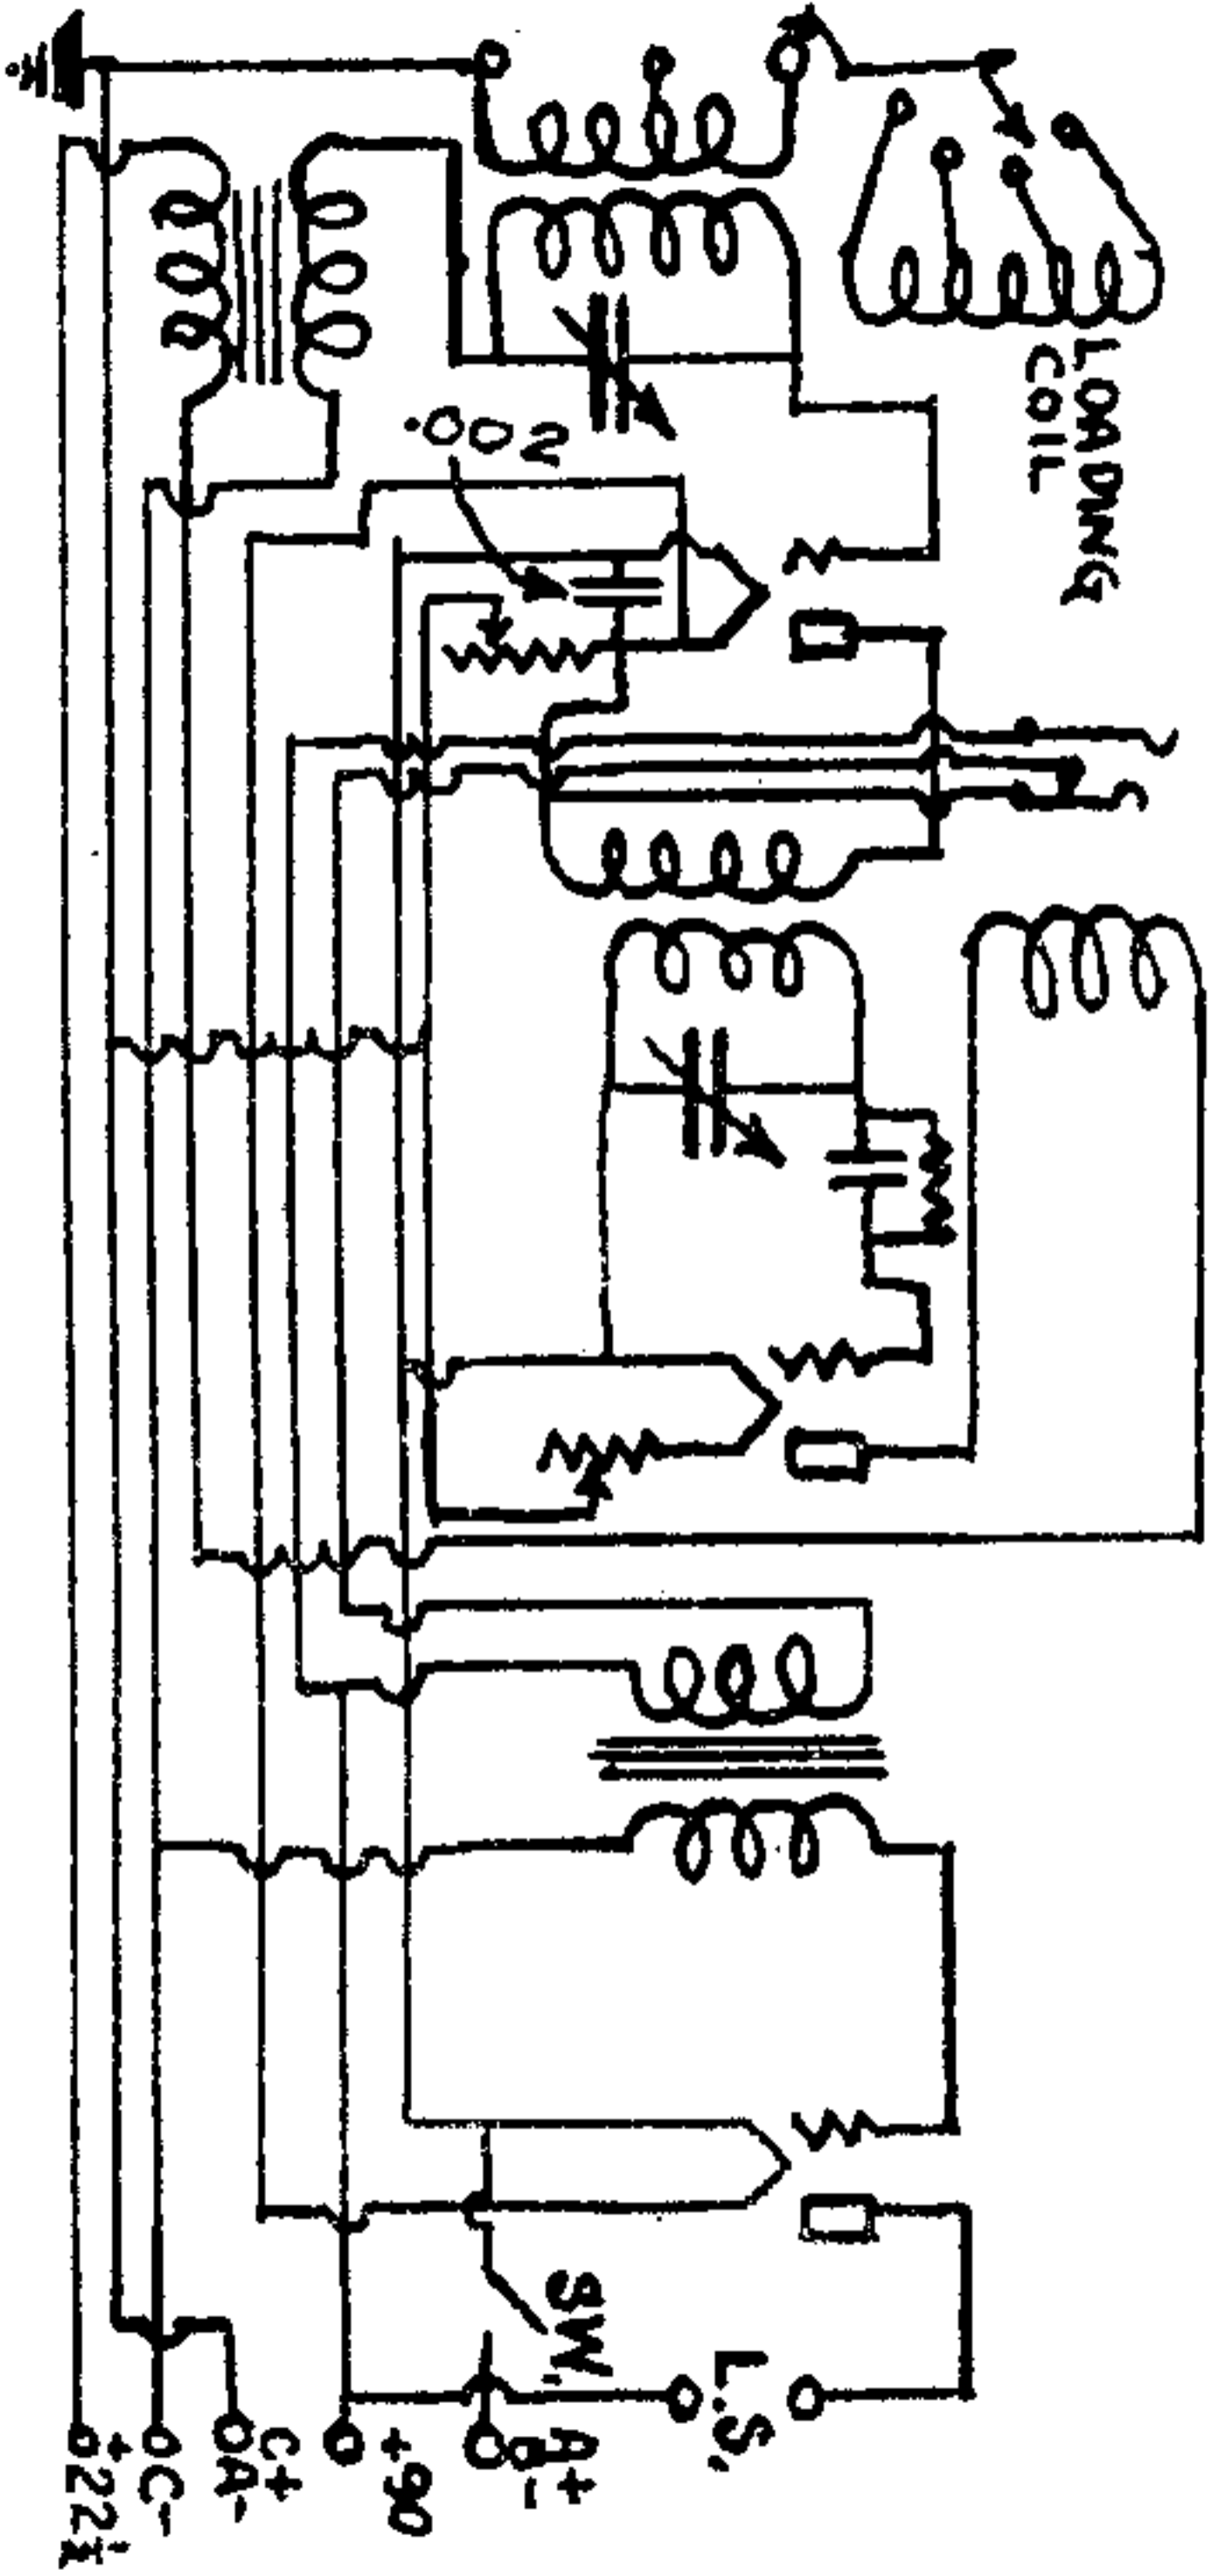 LOADING
COIL
.002
SW.
L.S.
A+
B-
+90
C+
A-
C-
+22½